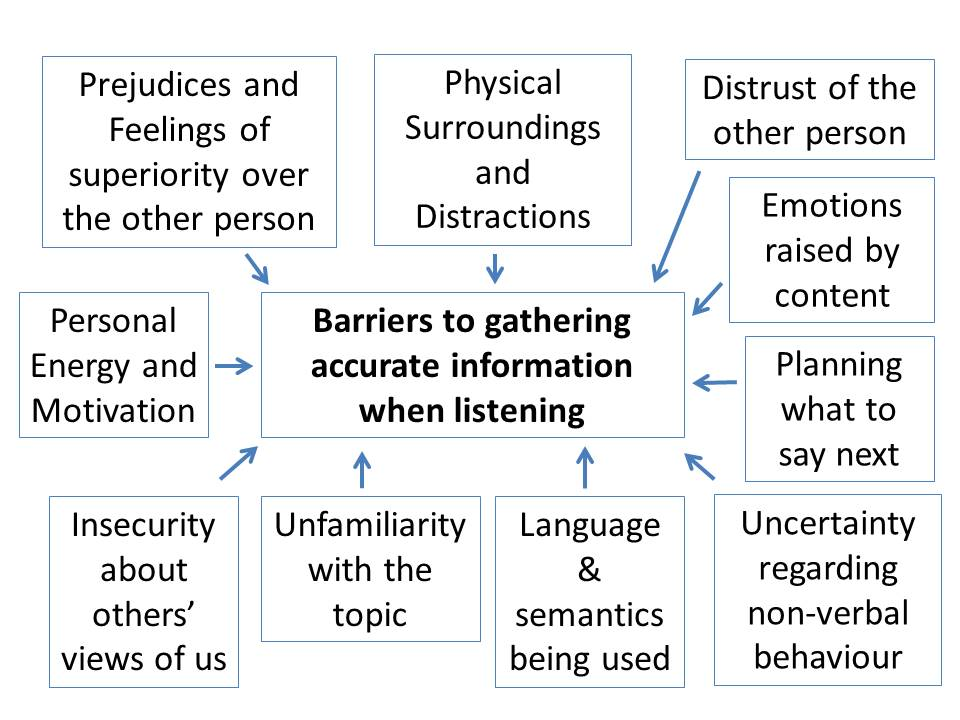 Prejudices and
Feelings of
superiority over
the other person
Physical
Surroundings
and
Distractions
Distrust of the
other person
Emotions
raised by
content
Personal
Energy and
Motivation
Barriers to gathering
accurate information
when listening
Planning
what to
say next
Insecurity
about
others’
views of us
Unfamiliarity
with the
topic
Language
&
semantics
being used
Uncertainty
regarding
non-verbal
behaviour